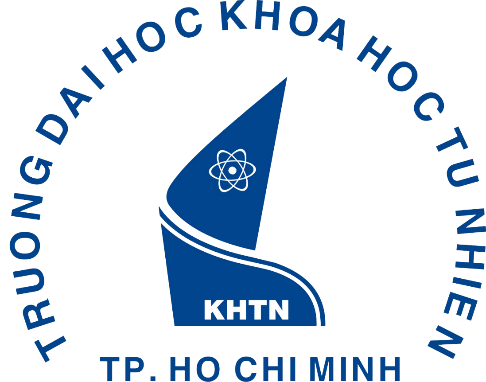 TRUONG DAI HOC KHOA HOC TU NHIEN
KHTN
TP. HO CHI MINH